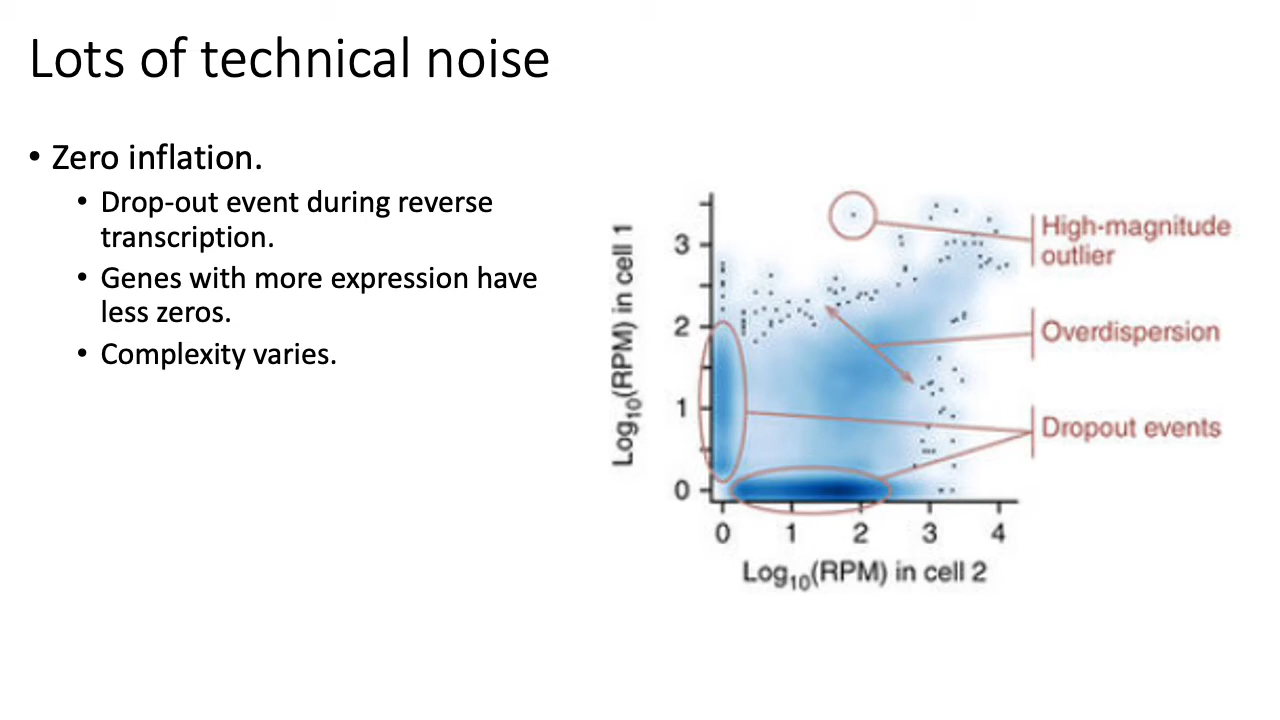 Lots of technical noise
• Zero inflation.
• Drop-out event during reverse
transcription.
• Genes with more expression have
less zeros.
• Complexity varies.
Log10(RPM) in cell 1
3
2
1
0
0 1 2 3 4
Log10(RPM) in cell 2
High-magnitude
outlier
Overdispersion
Dropout events